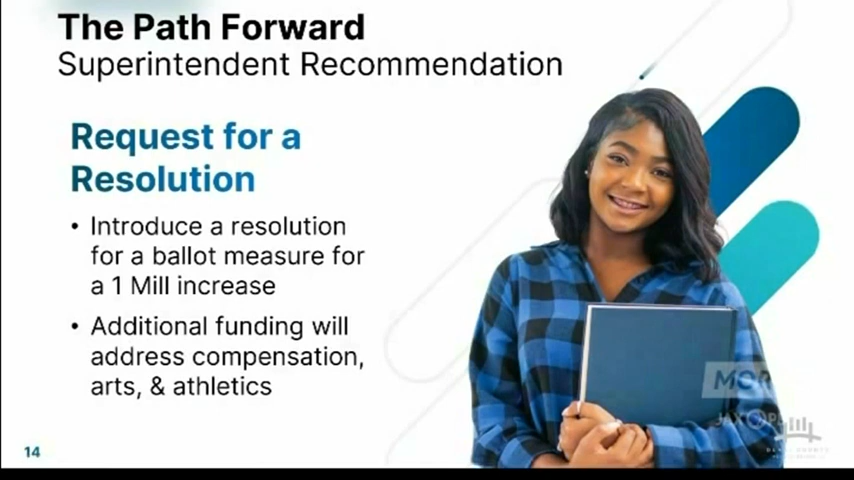 The Path Forward
Superintendent Recommendation
Request for a
Resolution
• Introduce a resolution
for a ballot measure for
a 1 Mill increase
• Additional funding will
address compensation,
arts, & athletics
14